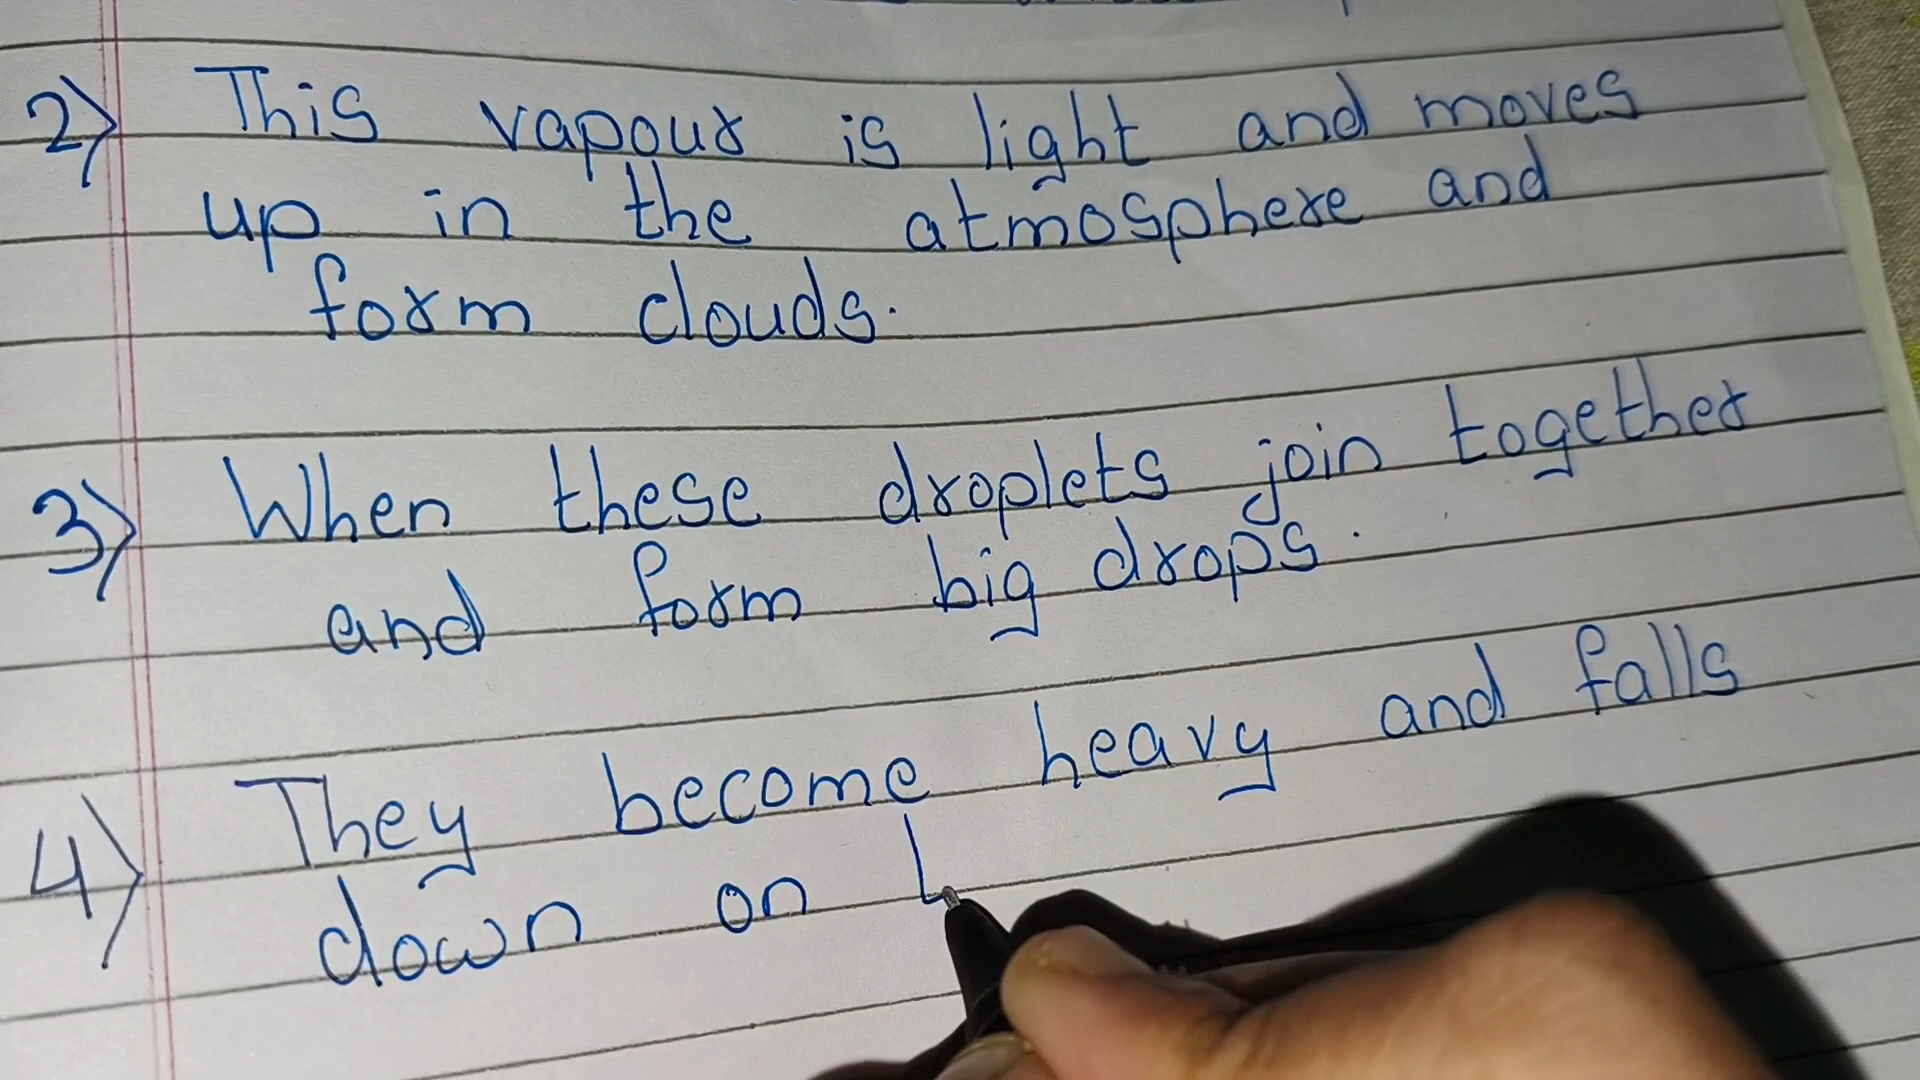 2) This vapour is light and moves
up in the atmosphere and
form clouds.
3) When these droplets join together
and form big drops.
4) They become heavy and falls
down on